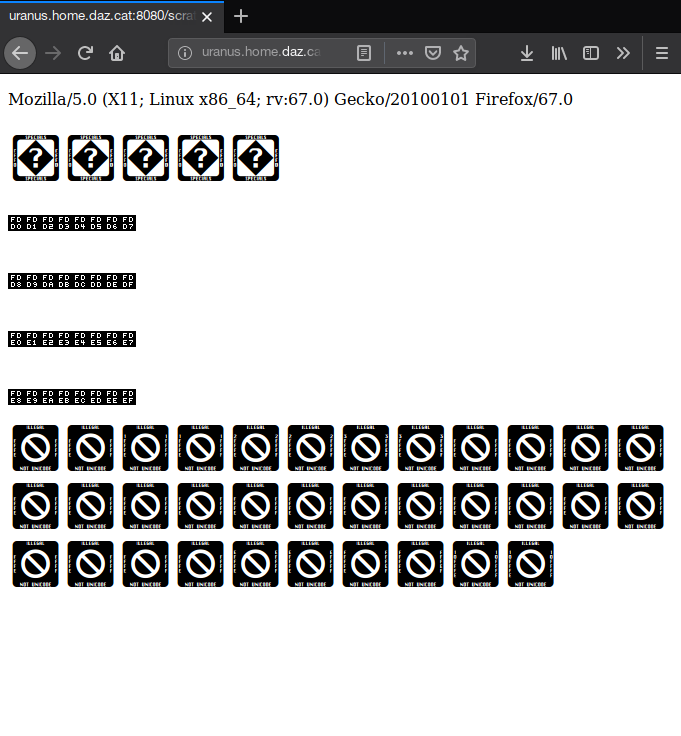 uranus.home.daz.cat:8080/scra
uranus.home.daz.ca
Mozilla/5.0 (X11; Linux x86_64; rv:67.0) Gecko/20100101 Firefox/67.0
SPECIALS SPECIALS SPECIALS SPECIALS SPECIALS
? ? ? ? ?
SPECIALS SPECIALS SPECIALS SPECIALS SPECIALS
FD FD FD FD FD FD FD FD
D0 D1 D2 D3 D4 D5 D6 D7
FD FD FD FD FD FD FD FD
D8 D9 DA DB DC DD DE DF
FD FD FD FD FD FD FD FD
E0 E1 E2 E3 E4 E5 E6 E7
FD FD FD FD FD FD FD FD
E8 E9 EA EB EC ED EE EF
ILLEGAL ILLEGAL ILLEGAL ILLEGAL ILLEGAL ILLEGAL ILLEGAL ILLEGAL ILLEGAL ILLEGAL ILLEGAL ILLEGAL
NOT UNICODE NOT UNICODE NOT UNICODE NOT UNICODE NOT UNICODE NOT UNICODE NOT UNICODE NOT UNICODE NOT UNICODE NOT UNICODE NOT UNICODE NOT UNICODE
ILLEGAL ILLEGAL ILLEGAL ILLEGAL ILLEGAL ILLEGAL ILLEGAL ILLEGAL ILLEGAL ILLEGAL ILLEGAL ILLEGAL
NOT UNICODE NOT UNICODE NOT UNICODE NOT UNICODE NOT UNICODE NOT UNICODE NOT UNICODE NOT UNICODE NOT UNICODE NOT UNICODE NOT UNICODE NOT UNICODE
ILLEGAL ILLEGAL ILLEGAL ILLEGAL ILLEGAL ILLEGAL ILLEGAL ILLEGAL ILLEGAL ILLEGAL
NOT UNICODE NOT UNICODE NOT UNICODE NOT UNICODE NOT UNICODE NOT UNICODE NOT UNICODE NOT UNICODE NOT UNICODE NOT UNICODE